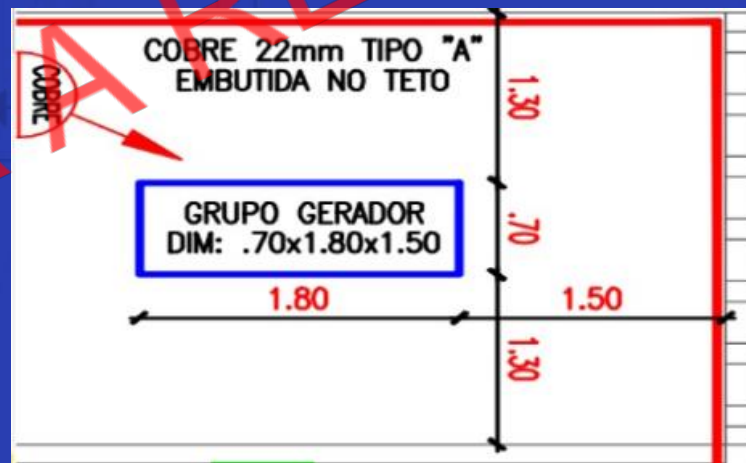 COBRE 22mm TIPO "A"
EMBUTIDA NO TETO
COBRE
1.30
GRUPO GERADOR
DIM: .70x1.80x1.50
.70
1.80
1.50
1.30